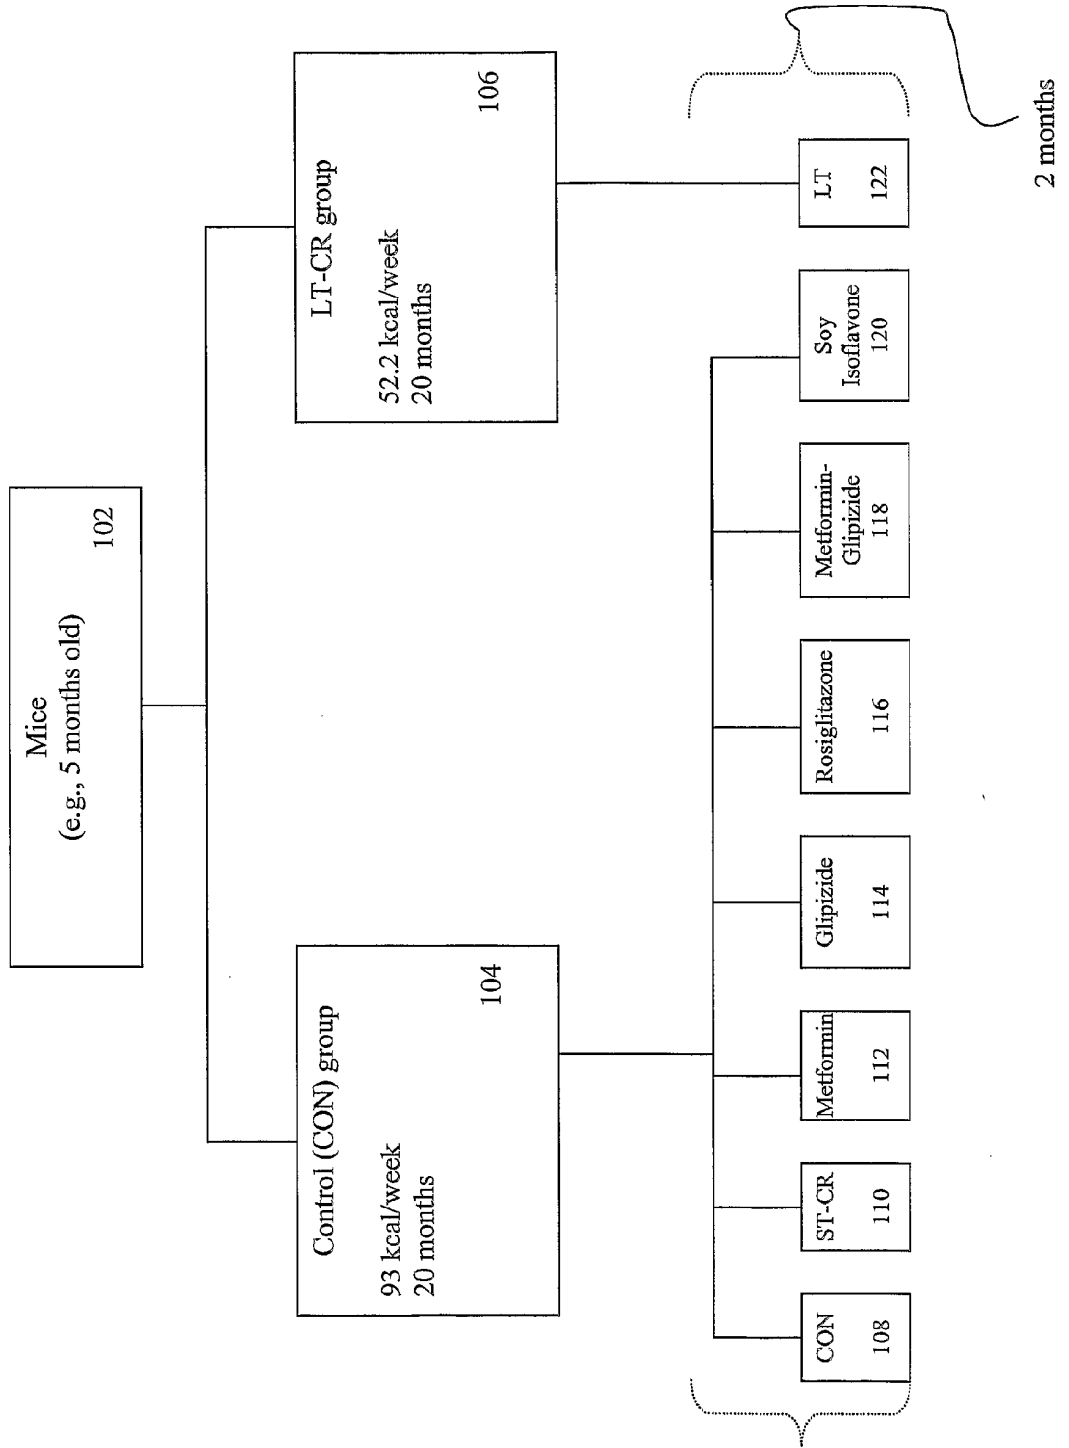 Mice
(e.g., 5 months old)
102
Control (CON) group
93 kcal/week
20 months
104
LT-CR group
52.2 kcal/week
20 months
106
CON
108
ST-CR
110
Metformin
112
Glipizide
114
Rosiglitazone
116
Metformin-
Glipizide
118
Soy
Isoflavone
120
LT
122
2 months